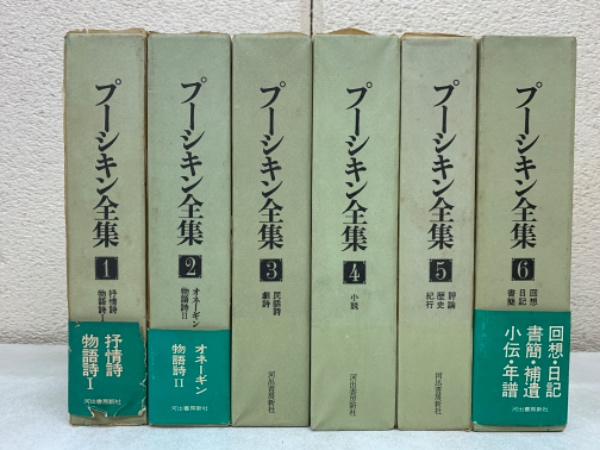 プーシキン全集
1
抒情詩
物語詩I
抒情詩
物語詩I
河出書房新社
プーシキン全集
2
オネーギン
物語詩II
オネーギン
物語詩II
河出書房新社
プーシキン全集
3
民話詩
劇詩
河出書房新社
プーシキン全集
4
小説
河出書房新社
プーシキン全集
5
評論
歴史
紀行
河出書房新社
プーシキン全集
6
回想
日記
書簡
回想・日記
書簡・補遺
小伝・年譜
河出書房新社